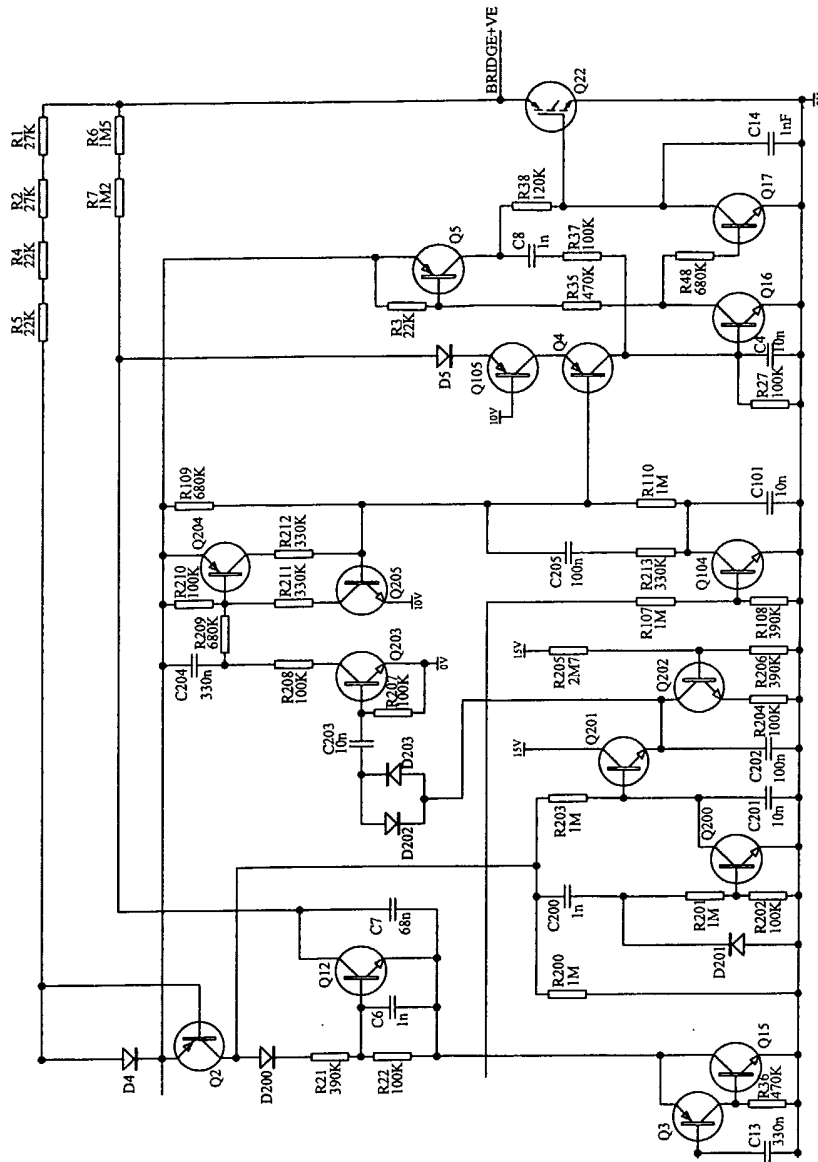 BRIDGE+VE
R1
27K
R2
27K
R4
22K
R5
22K
R6
1M5
R7
1M2
Q22
C14
1nF
R38
120K
Q17
Q5
C8
1n
R37
100K
R48
680K
R3
22K
R35
470K
Q16
Q4
C4
10n
D5
Q105
10V
R27
100K
R109
680K
R110
1M
C101
10n
Q204
R212
330K
C205
100n
R213
330K
Q104
R210
100K
R211
330K
Q205
10V
R107
1M
R108
390K
R209
680K
C204
330n
R208
100K
Q203
0V
R207
100K
15V
R205
2M7
R206
390K
Q202
R204
100K
C203
10n
D203
D202
15V
Q201
C202
100n
R203
1M
C201
10n
Q200
C200
1n
R201
1M
R202
100K
D201
R200
1M
C7
68n
Q12
C6
1n
D4
Q2
D200
R21
390K
R22
100K
Q15
R36
470K
Q3
C13
330n